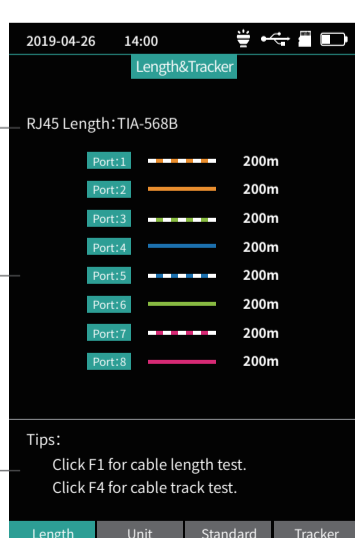 2019-04-26 14:00
Length&Tracker
RJ45 Length:TIA-568B
Port:1 200m
Port:2 200m
Port:3 200m
Port:4 200m
Port:5 200m
Port:6 200m
Port:7 200m
Port:8 200m
Tips:
Click F1 for cable length test.
Click F4 for cable track test.
Length Unit Standard Tracker